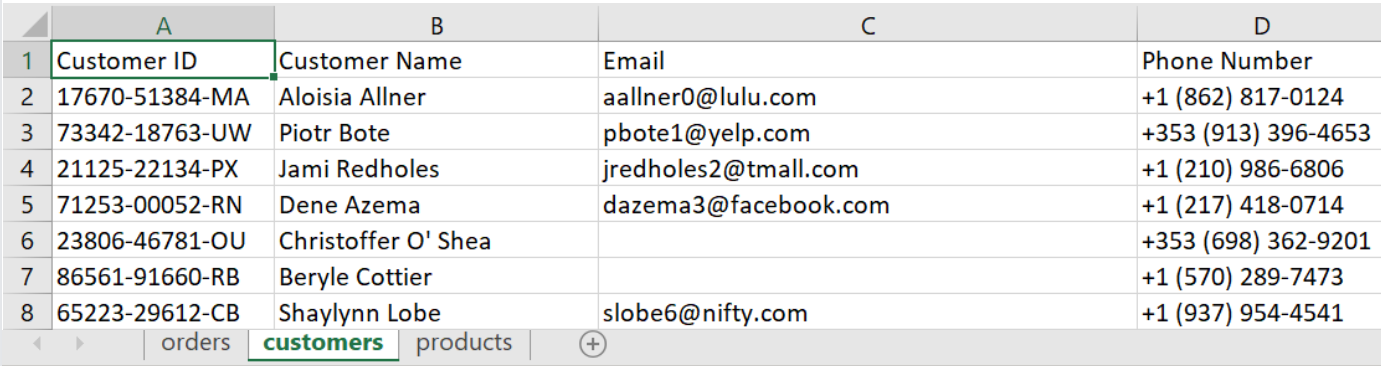 A B C D
1 Customer ID Customer Name Email Phone Number
2 17670-51384-MA Aloisia Allner aallner0@lulu.com +1 (862) 817-0124
3 73342-18763-UW Piotr Bote pbote1@yelp.com +353 (913) 396-4653
4 21125-22134-PX Jami Redholes jredholes2@tmall.com +1 (210) 986-6806
5 71253-00052-RN Dene Azema dazema3@facebook.com +1 (217) 418-0714
6 23806-46781-OU Christoffer O' Shea +353 (698) 362-9201
7 86561-91660-RB Beryle Cottier +1 (570) 289-7473
8 65223-29612-CB Shaylynn Lobe slobe6@nifty.com +1 (937) 954-4541
orders customers products